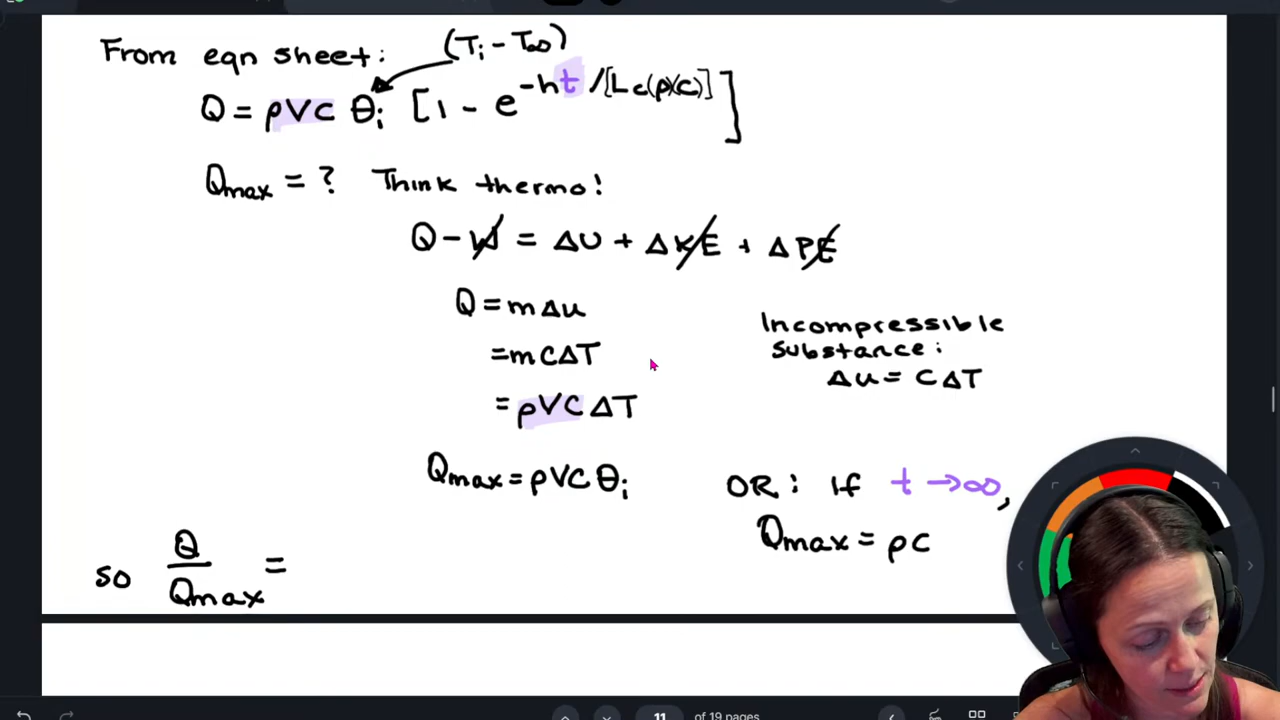 From eqn sheet:
(Ti - T∞)
Q = ρVC θi [1 - e^-ht/[Lc(ρ)(c)]]
Qmax = ? Think thermo!
Q - W = ΔU + ΔKE + ΔPE
Q = mΔu
= mCΔT
= ρVCΔT
Qmax = ρVCθi
Incompressible
substance:
Δu = CΔT
OR: if t → ∞,
Qmax = ρC
so Q/Qmax =
11 of 19 pages